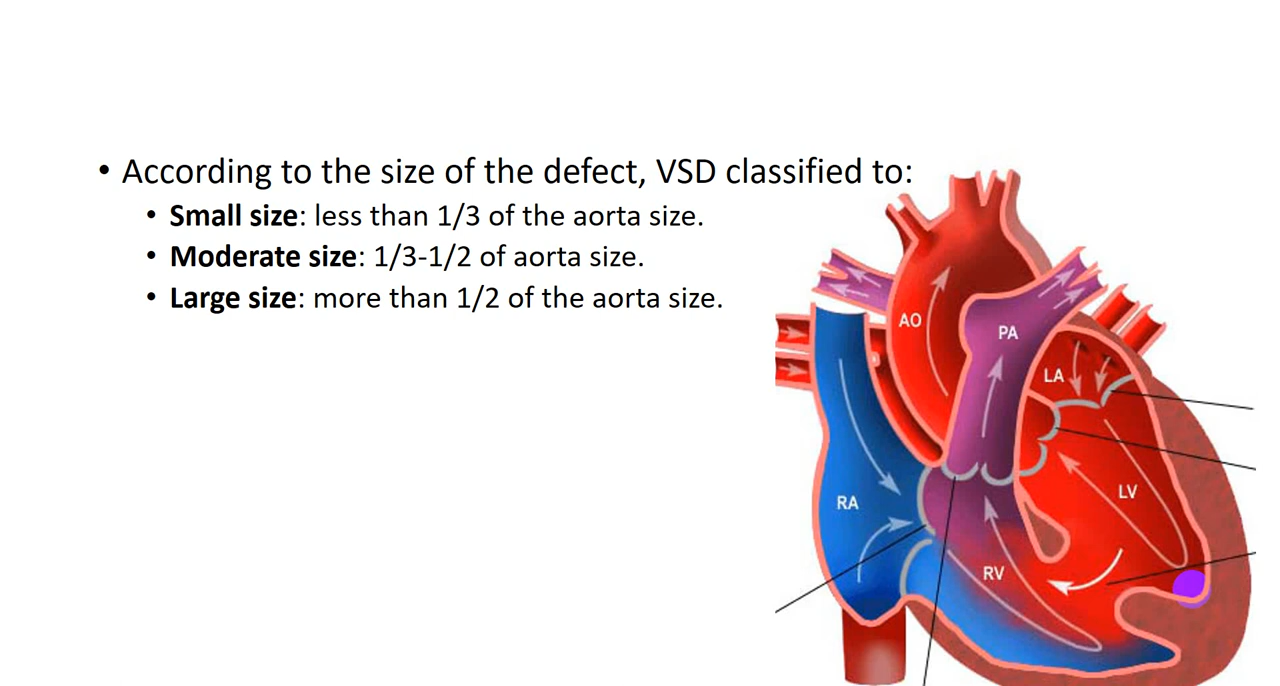 • According to the size of the defect, VSD classified to:
• Small size: less than 1/3 of the aorta size.
• Moderate size: 1/3-1/2 of aorta size.
• Large size: more than 1/2 of the aorta size.
AO
PA
LA
RA
LV
RV